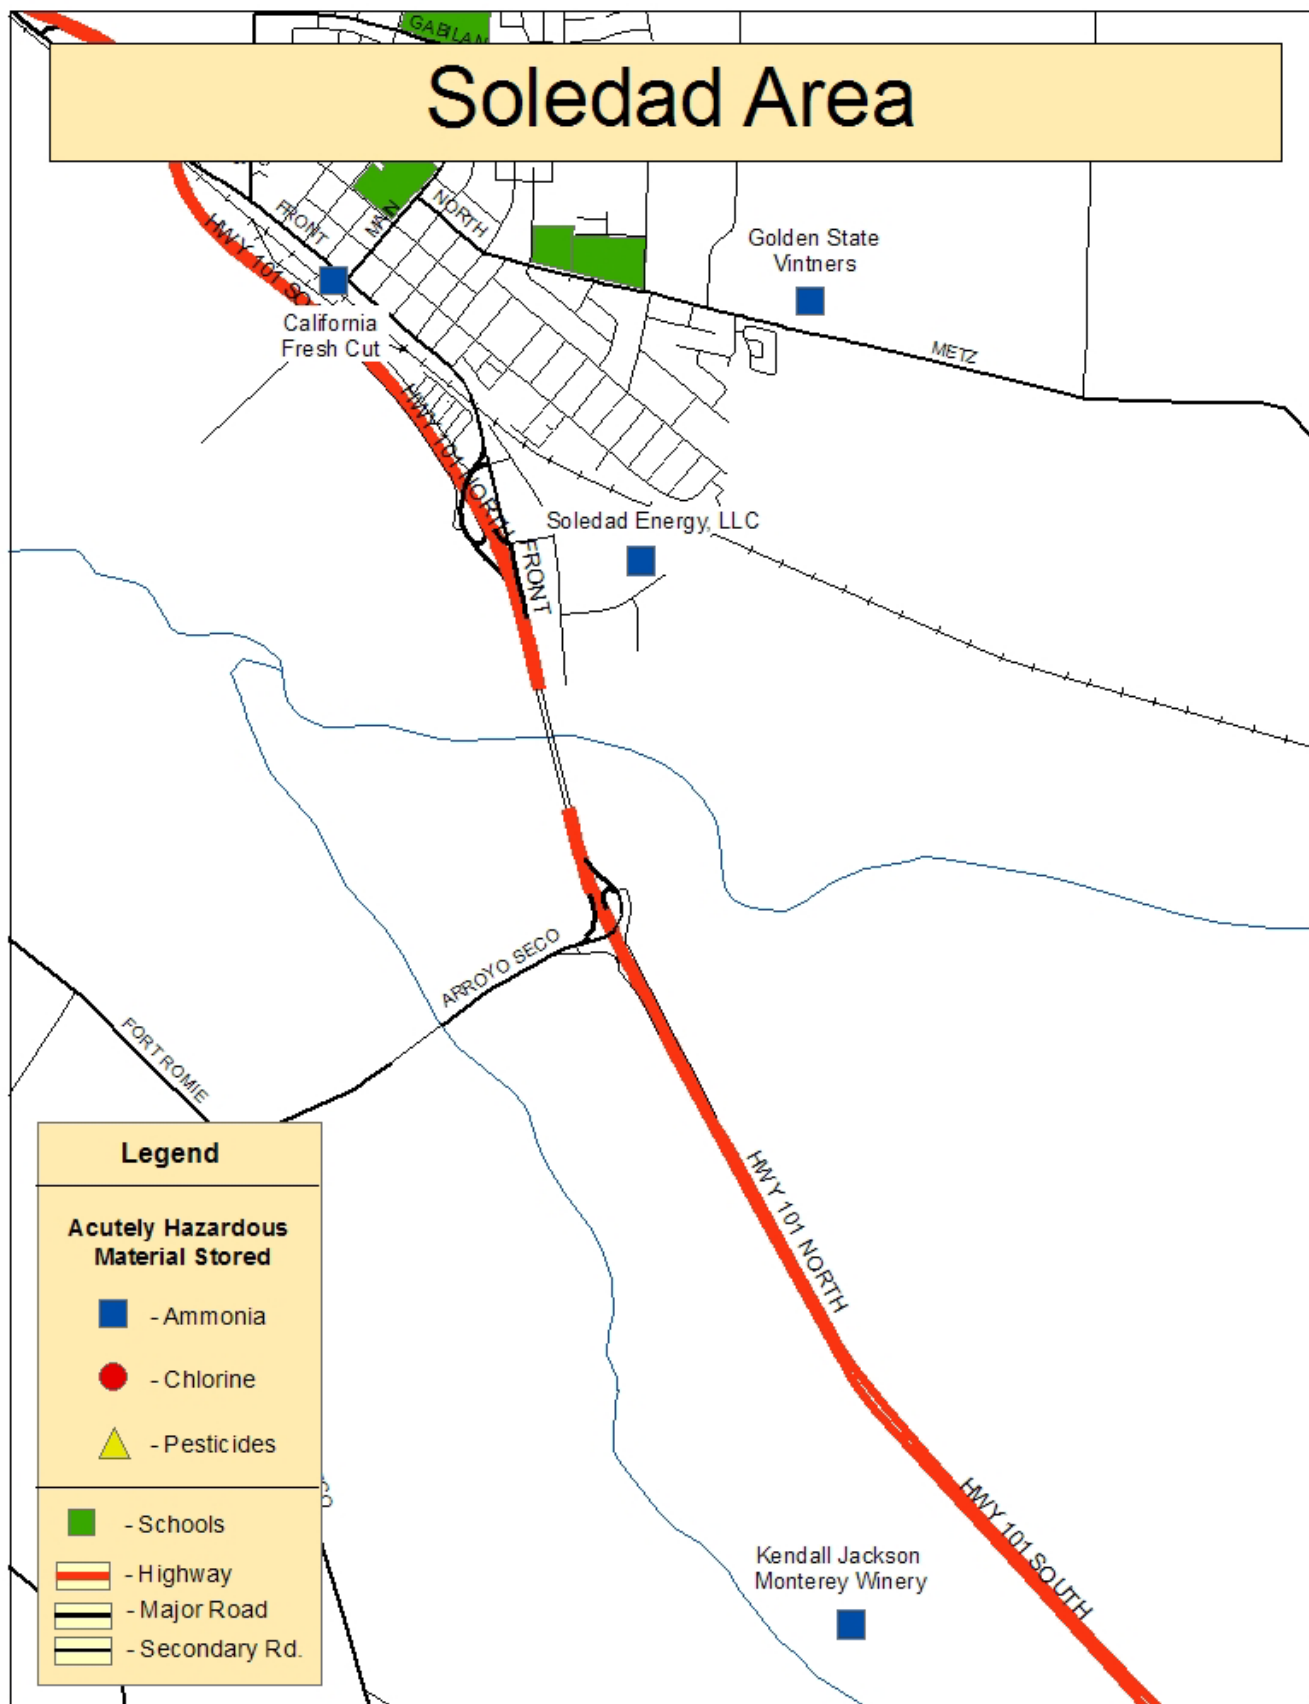 GABILAN
Soledad Area
FRONT
MAIN
NORTH
HWY 101 SO
Golden State
Vintners
California
Fresh Cut
METZ
HWY 101 NORTH
Soledad Energy, LLC
FRONT
ARROYO SECO
FORT ROMIE
HWY 101 NORTH
Legend
Acutely Hazardous
Material Stored
- Ammonia
- Chlorine
- Pesticides
- Schools
- Highway
- Major Road
- Secondary Rd.
HWY 101 SOUTH
Kendall Jackson
Monterey Winery